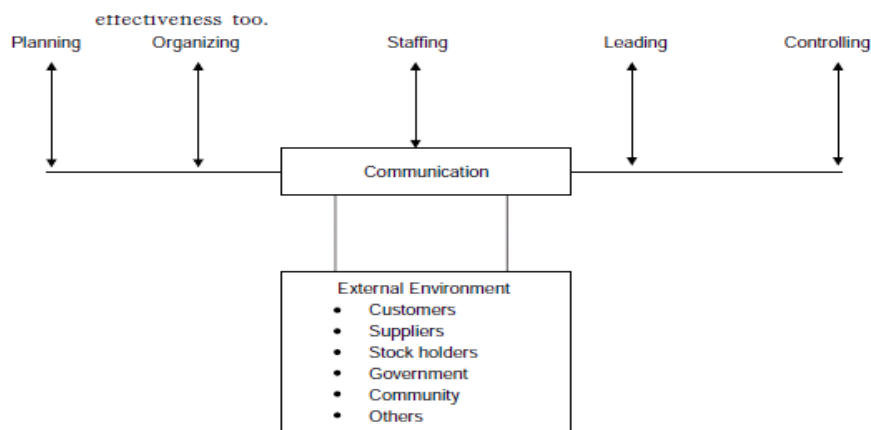 effectiveness too.
Planning Organizing Staffing Leading Controlling
Communication
External Environment
• Customers
• Suppliers
• Stock holders
• Government
• Community
• Others